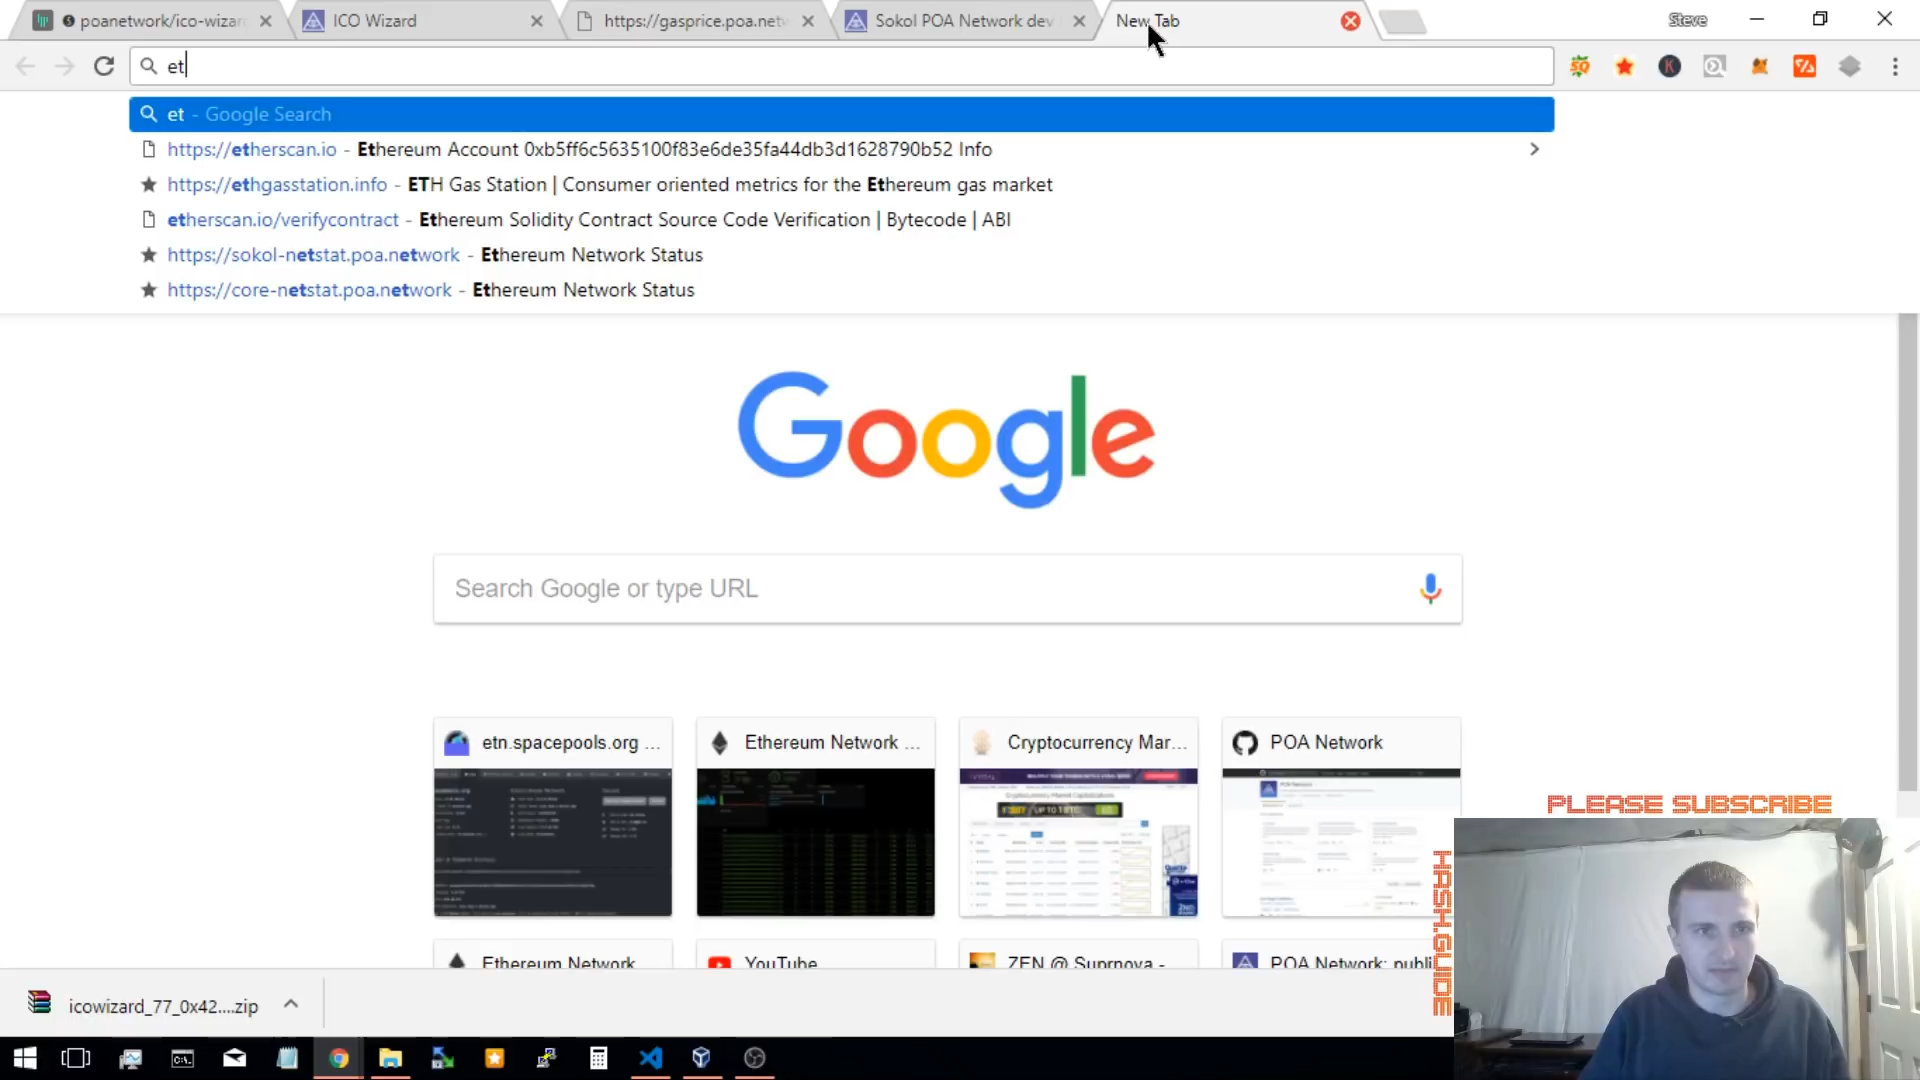 poanetwork/ico-wizar
ICO Wizard
https://gasprice.poa.netw
Sokol POA Network dev
New Tab
Steve
et
et - Google Search
https://etherscan.io - Ethereum Account 0xb5ff6c5635100f83e6de35fa44db3d1628790b52 Info
https://ethgasstation.info - ETH Gas Station | Consumer oriented metrics for the Ethereum gas market
etherscan.io/verifycontract - Ethereum Solidity Contract Source Code Verification | Bytecode | ABI
https://sokol-netstat.poa.network - Ethereum Network Status
https://core-netstat.poa.network - Ethereum Network Status
Google
Search Google or type URL
etn.spacepools.org ...
Ethereum Network ...
Cryptocurrency Mar...
POA Network
Ethereum Network
YouTube
ZEN @ Suprnova -
POA Network: publi
PLEASE SUBSCRIBE
HASH.GUIDE
icowizard_77_0x42....zip